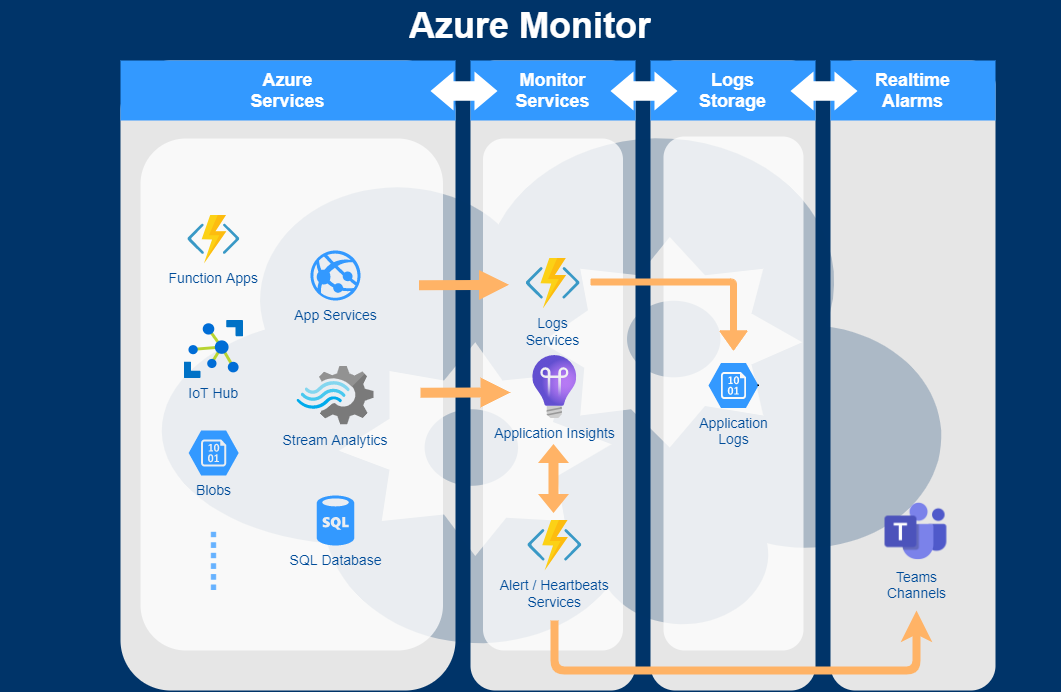 Azure Monitor
Azure
Services
Monitor
Services
Logs
Storage
Realtime
Alarms
Function Apps
App Services
IoT Hub
Stream Analytics
10
01
Blobs
SQL
SQL Database
Logs
Services
Application Insights
Alert / Heartbeats
Services
10
01
Application
Logs
T
Teams
Channels